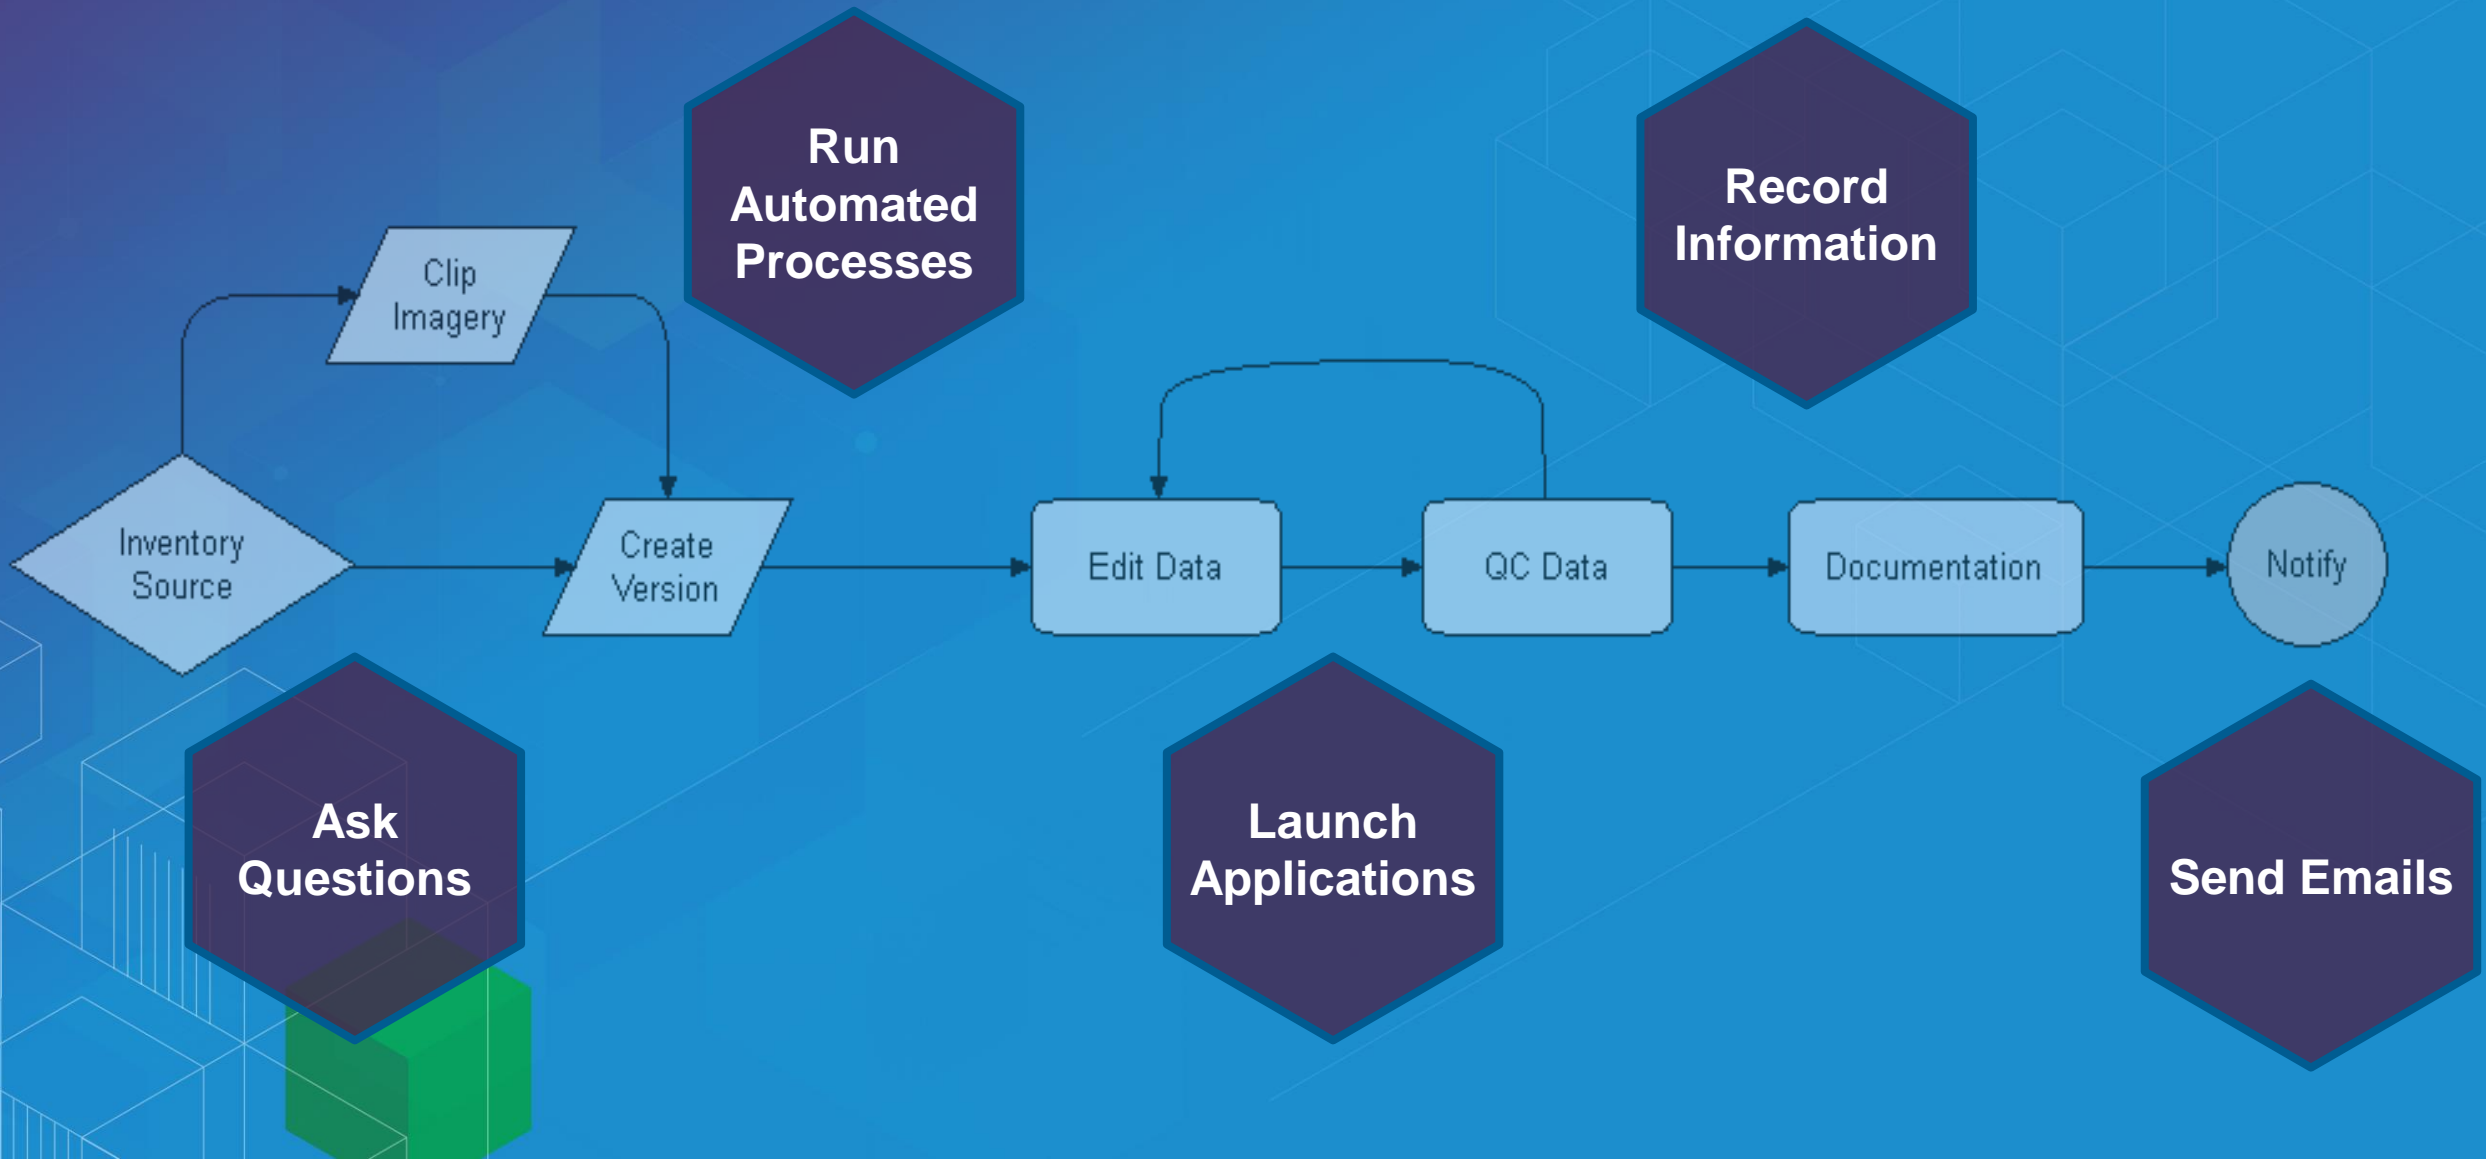 Run
Automated
Processes
Record
Information
Clip
Imagery
Inventory
Source
Create
Version
Edit Data
QC Data
Documentation
Notify
Ask
Questions
Launch
Applications
Send Emails